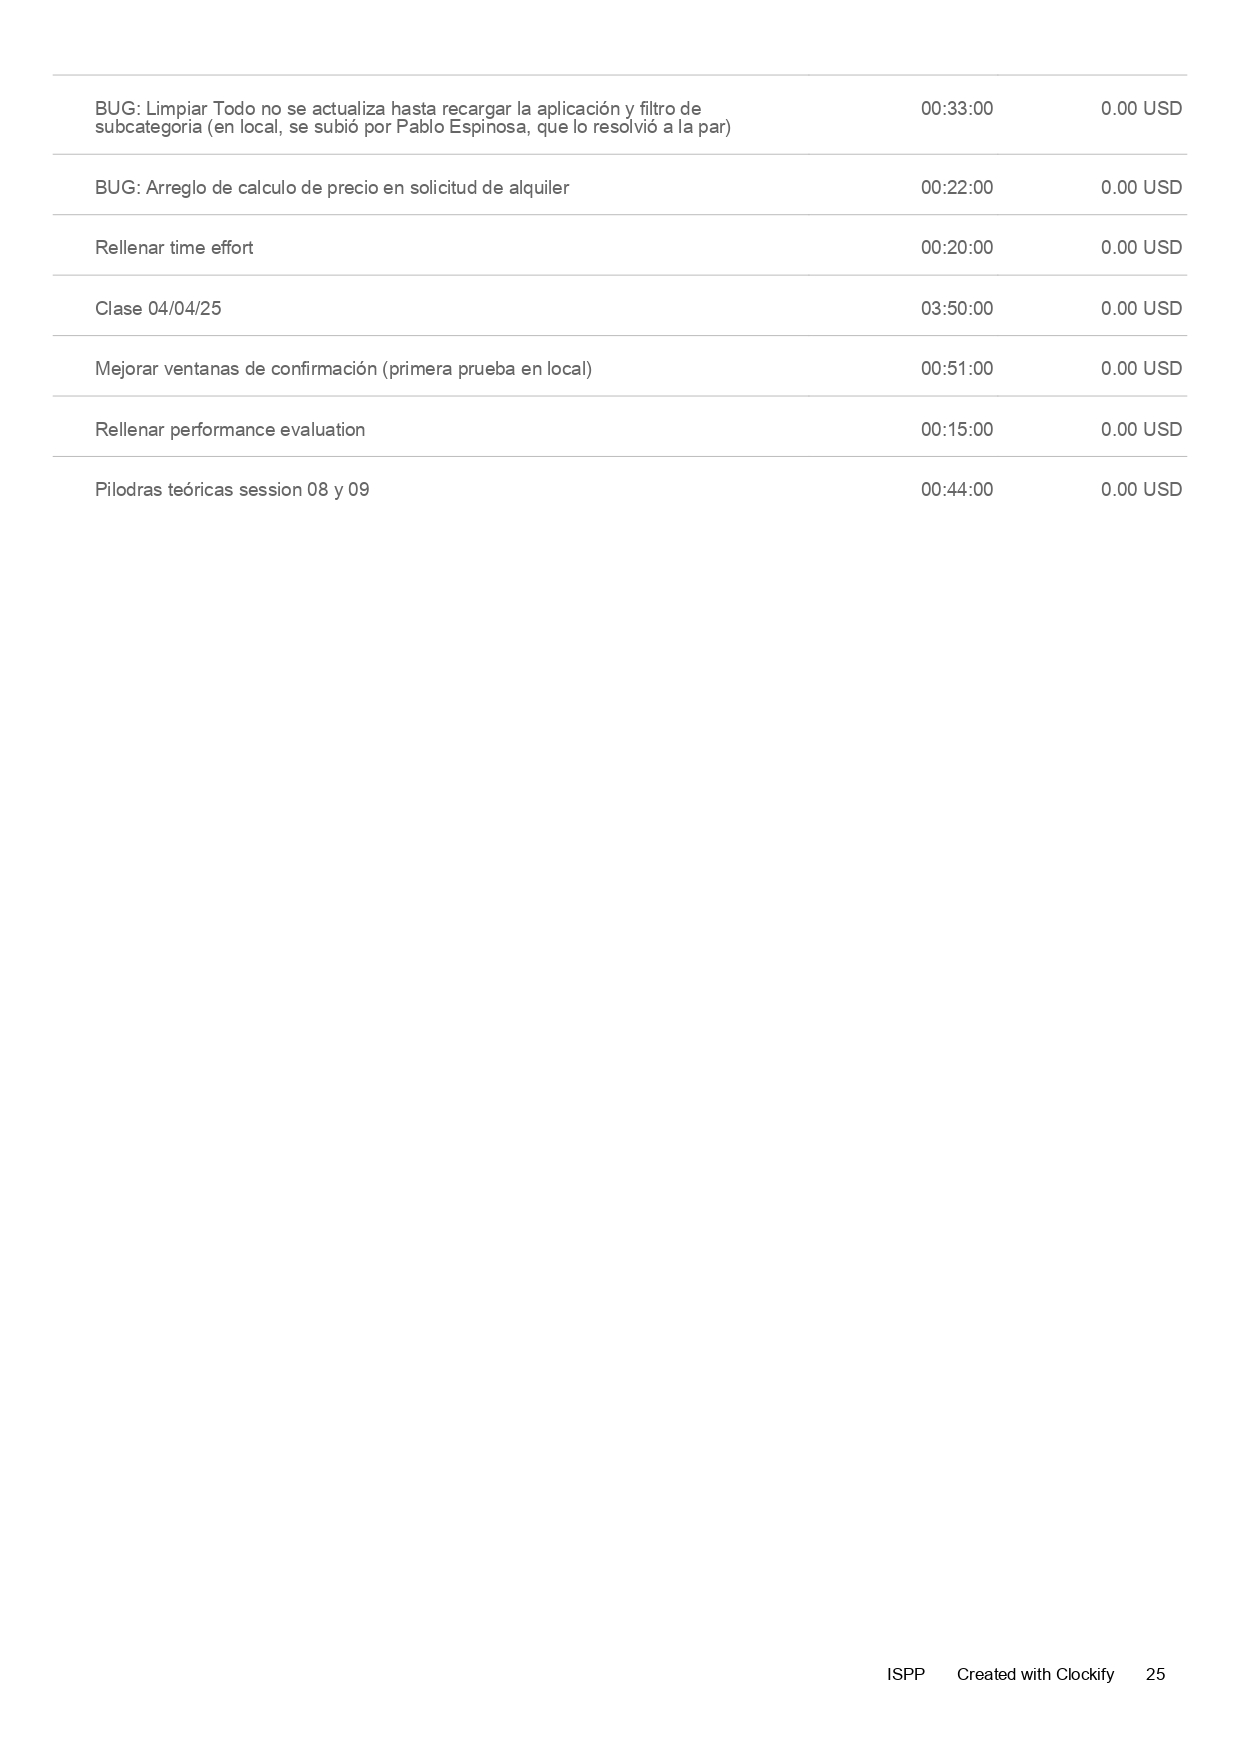 BUG: Limpiar Todo no se actualiza hasta recargar la aplicación y filtro de 00:33:00 0.00 USD
subcategoria (en local, se subió por Pablo Espinosa, que lo resolvió a la par)
BUG: Arreglo de calculo de precio en solicitud de alquiler 00:22:00 0.00 USD
Rellenar time effort 00:20:00 0.00 USD
Clase 04/04/25 03:50:00 0.00 USD
Mejorar ventanas de confirmación (primera prueba en local) 00:51:00 0.00 USD
Rellenar performance evaluation 00:15:00 0.00 USD
Pilodras teóricas session 08 y 09 00:44:00 0.00 USD
ISPP Created with Clockify 25